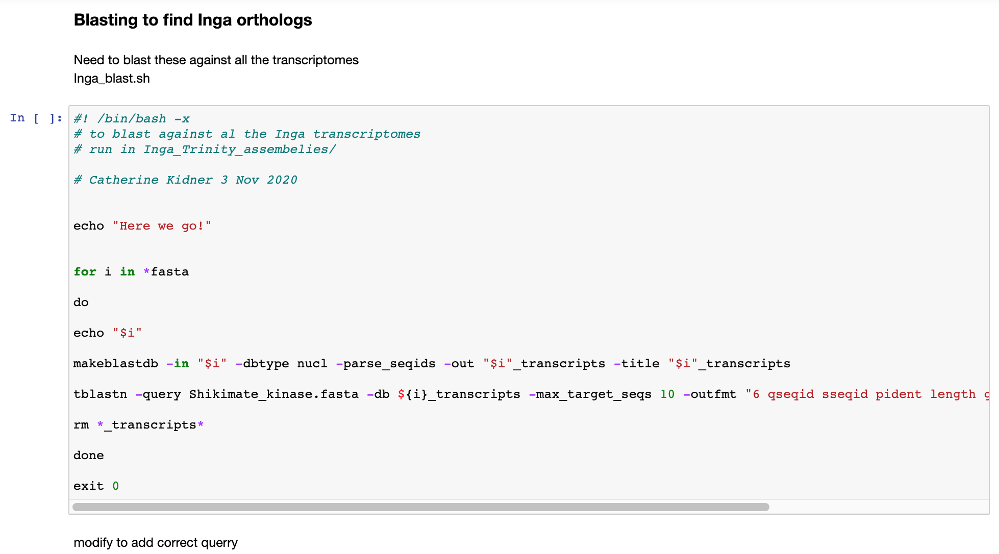 Blasting to find Inga orthologs
Need to blast these against all the transcriptomes
Inga_blast.sh
In [ ]:
#! /bin/bash -x
# to blast against al the Inga transcriptomes
# run in Inga_Trinity_assembelies/
# Catherine Kidner 3 Nov 2020
echo "Here we go!"
for i in *fasta
do
echo "$i"
makeblastdb -in "$i" -dbtype nucl -parse_seqids -out "$i"_transcripts -title "$i"_transcripts
tblastn -query Shikimate_kinase.fasta -db ${i}_transcripts -max_target_seqs 10 -outfmt "6 qseqid sseqid pident length
rm *_transcripts*
done
exit 0
modify to add correct querry